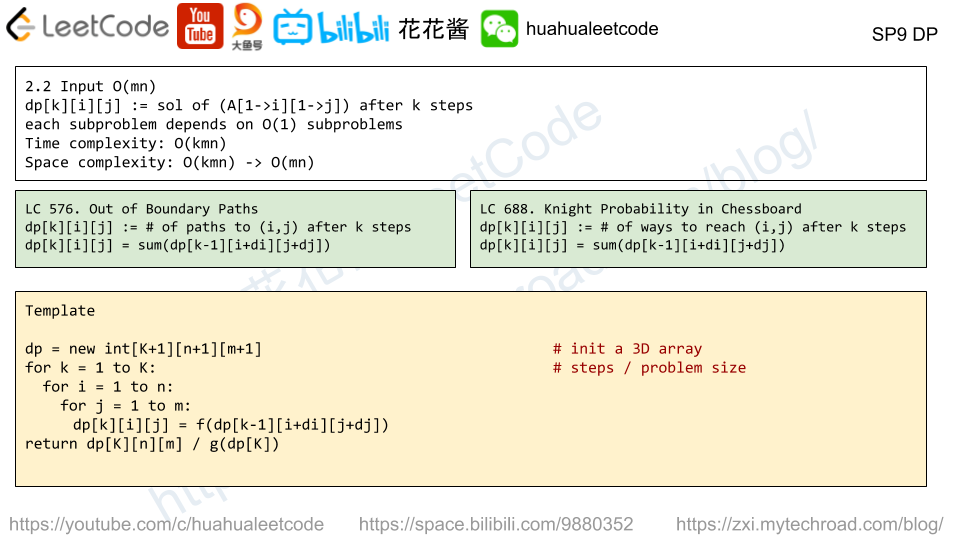 LeetCode
You
Tube
大鱼号
bilibili
花花酱
huahualeetcode
SP9 DP
2.2 Input O(mn)
dp[k][i][j] := sol of (A[1->i][1->j]) after k steps
each subproblem depends on O(1) subproblems
Time complexity: O(kmn)
Space complexity: O(kmn) -> O(mn)
LC 576. Out of Boundary Paths
dp[k][i][j] := # of paths to (i,j) after k steps
dp[k][i][j] = sum(dp[k-1][i+di][j+dj])
LC 688. Knight Probability in Chessboard
dp[k][i][j] := # of ways to reach (i,j) after k steps
dp[k][i][j] = sum(dp[k-1][i+di][j+dj])
Template
dp = new int[K+1][n+1][m+1] # init a 3D array
for k = 1 to K: # steps / problem size
for i = 1 to n:
for j = 1 to m:
dp[k][i][j] = f(dp[k-1][i+di][j+dj])
return dp[K][n][m] / g(dp[K])
https://youtube.com/c/huahualeetcode
https://space.bilibili.com/9880352
https://zxi.mytechroad.com/blog/